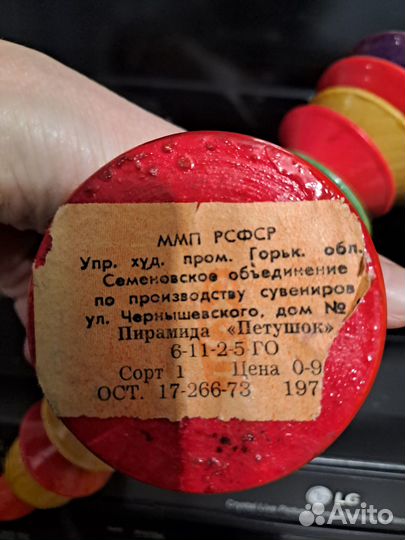 ММП РСФСР
Упр. худ. пром. Горьк. обл.
Семеновское объединение
по производству сувениров
ул. Чернышевского, дом №
Пирамида «Петушок»
6-11-2-5 ГО
Сорт 1 Цена 0-9
ОСТ. 17-266-73 197
LG
Avito